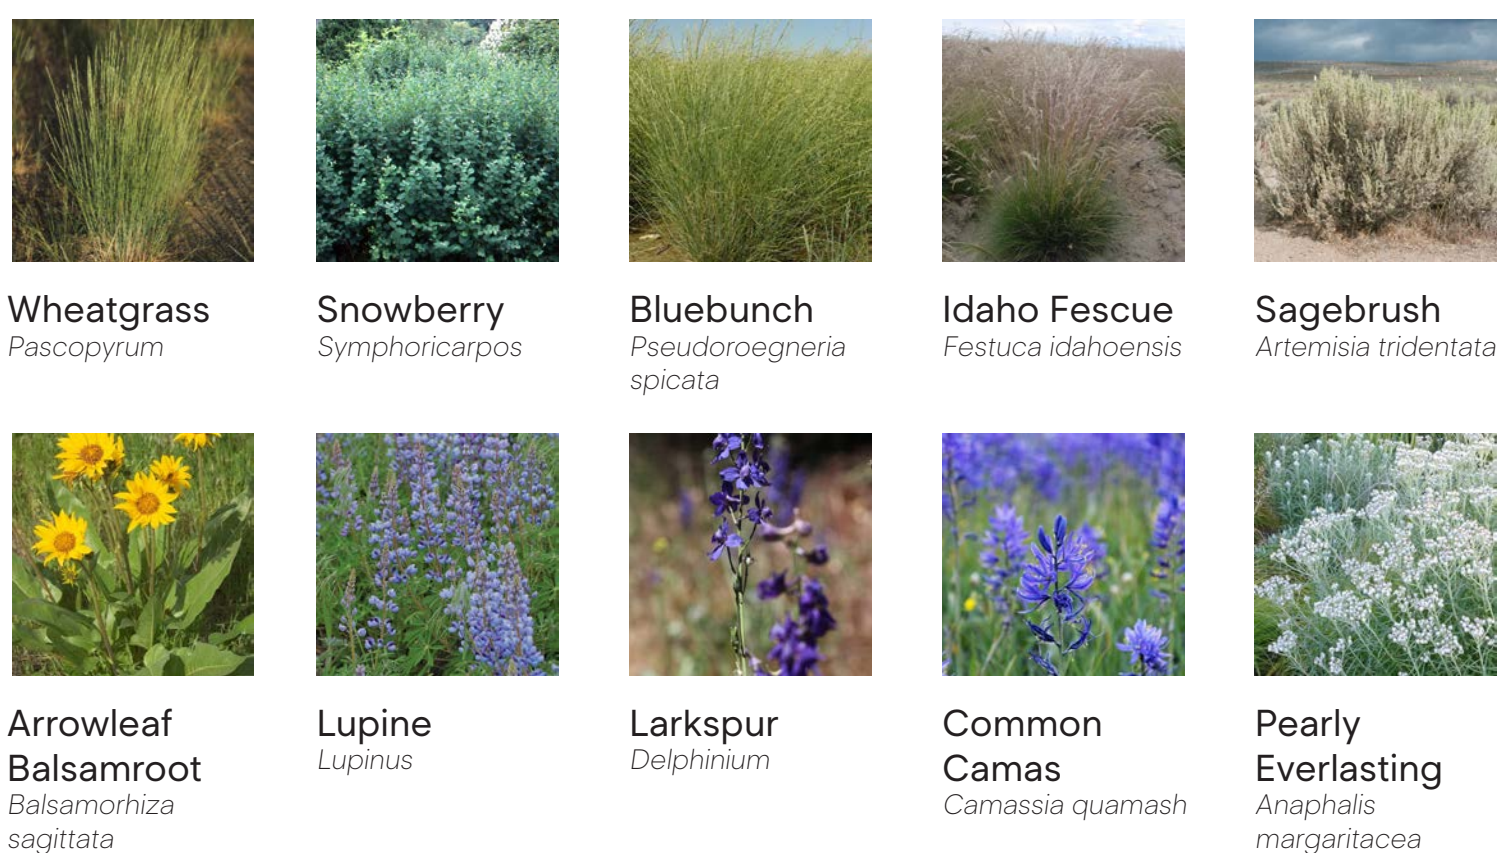 Wheatgrass
Pascopyrum
Snowberry
Symphoricarpos
Bluebunch
Pseudoroegneria
spicata
Idaho Fescue
Festuca idahoensis
Sagebrush
Artemisia tridentata
Arrowleaf
Balsamroot
Balsamorhiza
sagittata
Lupine
Lupinus
Larkspur
Delphinium
Common
Camas
Camassia quamash
Pearly
Everlasting
Anaphalis
margaritacea